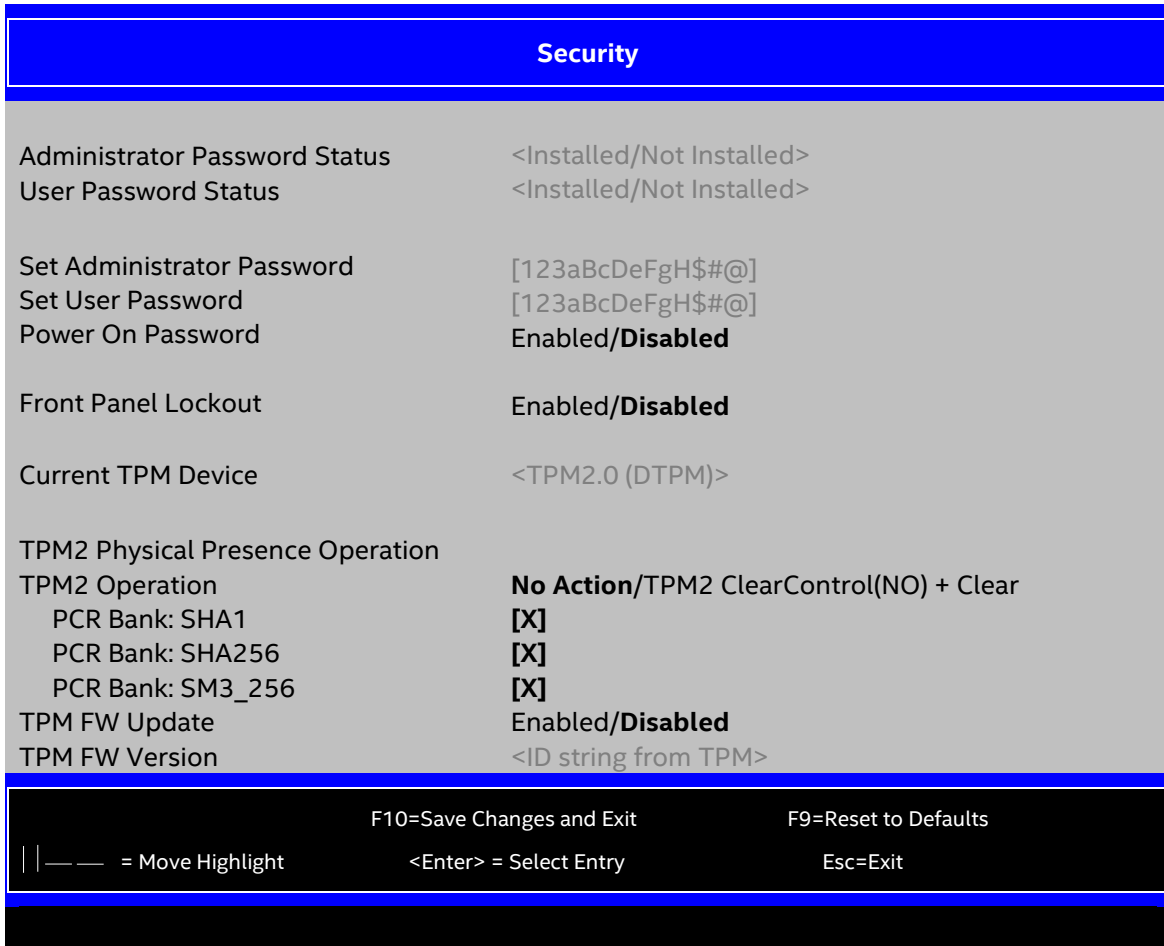 Security
Administrator Password Status <Installed/Not Installed>
User Password Status <Installed/Not Installed>
Set Administrator Password [123aBcDeFgH$#@]
Set User Password [123aBcDeFgH$#@]
Power On Password Enabled/Disabled
Front Panel Lockout Enabled/Disabled
Current TPM Device <TPM2.0 (DTPM)>
TPM2 Physical Presence Operation
TPM2 Operation No Action/TPM2 ClearControl(NO) + Clear
PCR Bank: SHA1 [X]
PCR Bank: SHA256 [X]
PCR Bank: SM3_256 [X]
TPM FW Update Enabled/Disabled
TPM FW Version <ID string from TPM>
F10=Save Changes and Exit F9=Reset to Defaults
= Move Highlight <Enter> = Select Entry Esc=Exit